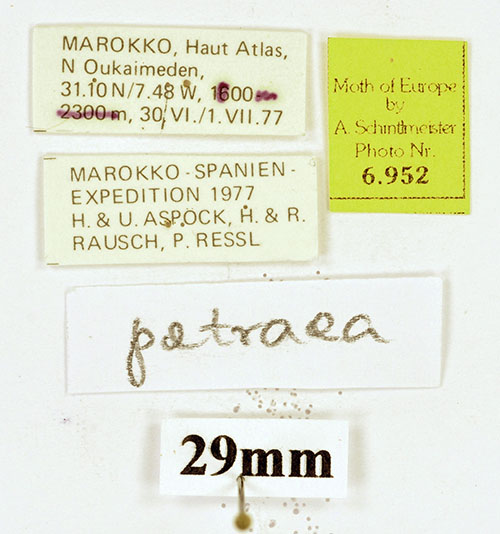 MAROKKO, Haut Atlas,
N Oukaimeden,
31.10 N/7.48 W, 1600
2300 m, 30/VI./1.VII.77
Moth of Europe
by
A. Schintlmeister
Photo Nr.
6.952
MAROKKO - SPANIEN -
EXPEDITION 1977
H. & U. ASPÖCK, H. & R.
RAUSCH, P. RESSL
petraea
29mm